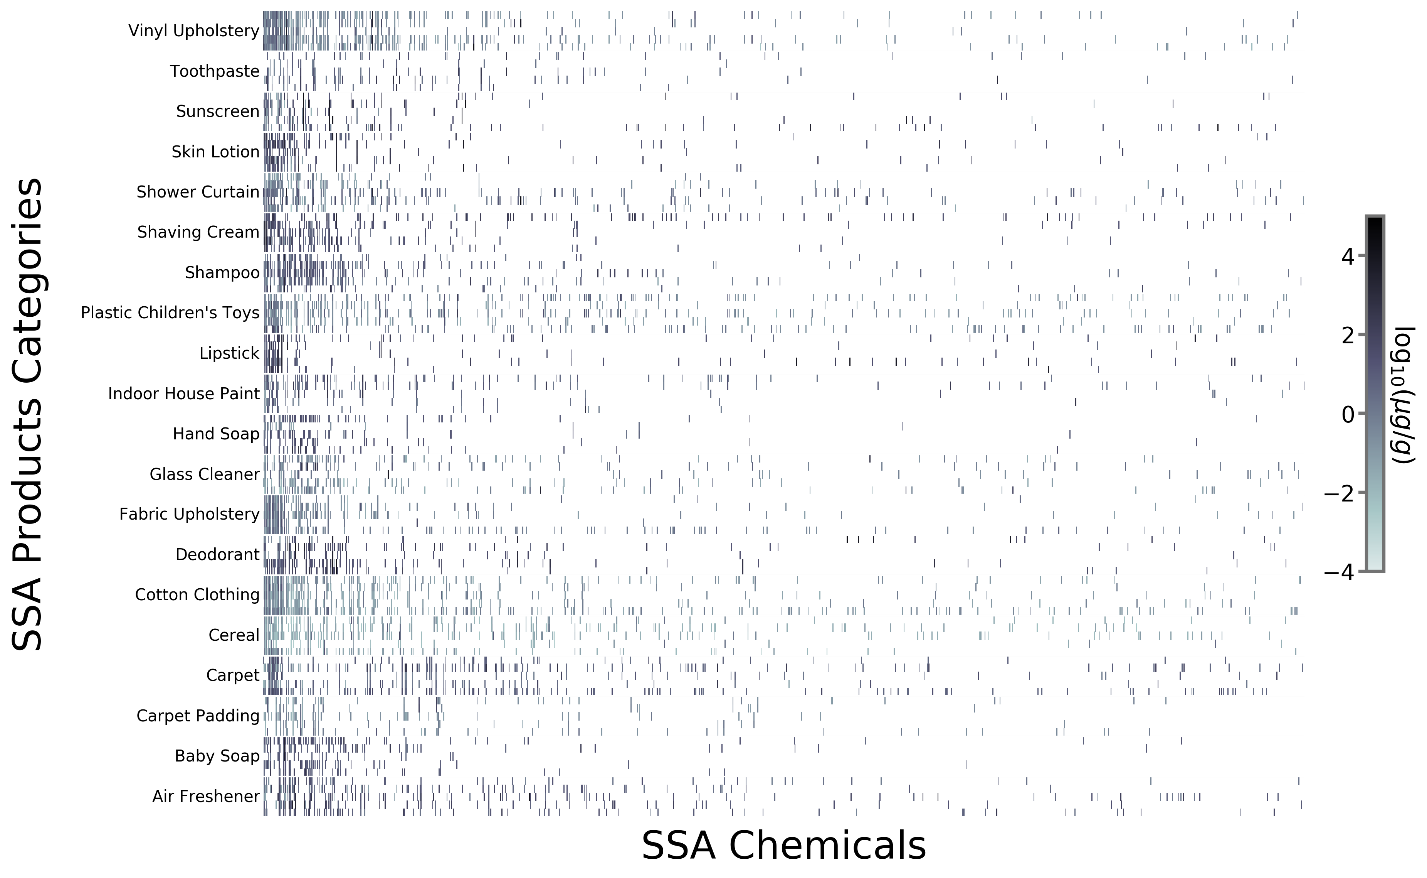 SSA Products Categories
Vinyl Upholstery
Toothpaste
Sunscreen
Skin Lotion
Shower Curtain
Shaving Cream
Shampoo
Plastic Children's Toys
Lipstick
Indoor House Paint
Hand Soap
Glass Cleaner
Fabric Upholstery
Deodorant
Cotton Clothing
Cereal
Carpet
Carpet Padding
Baby Soap
Air Freshener
SSA Chemicals
4
2
0
−2
−4
log₁₀(μg/g)